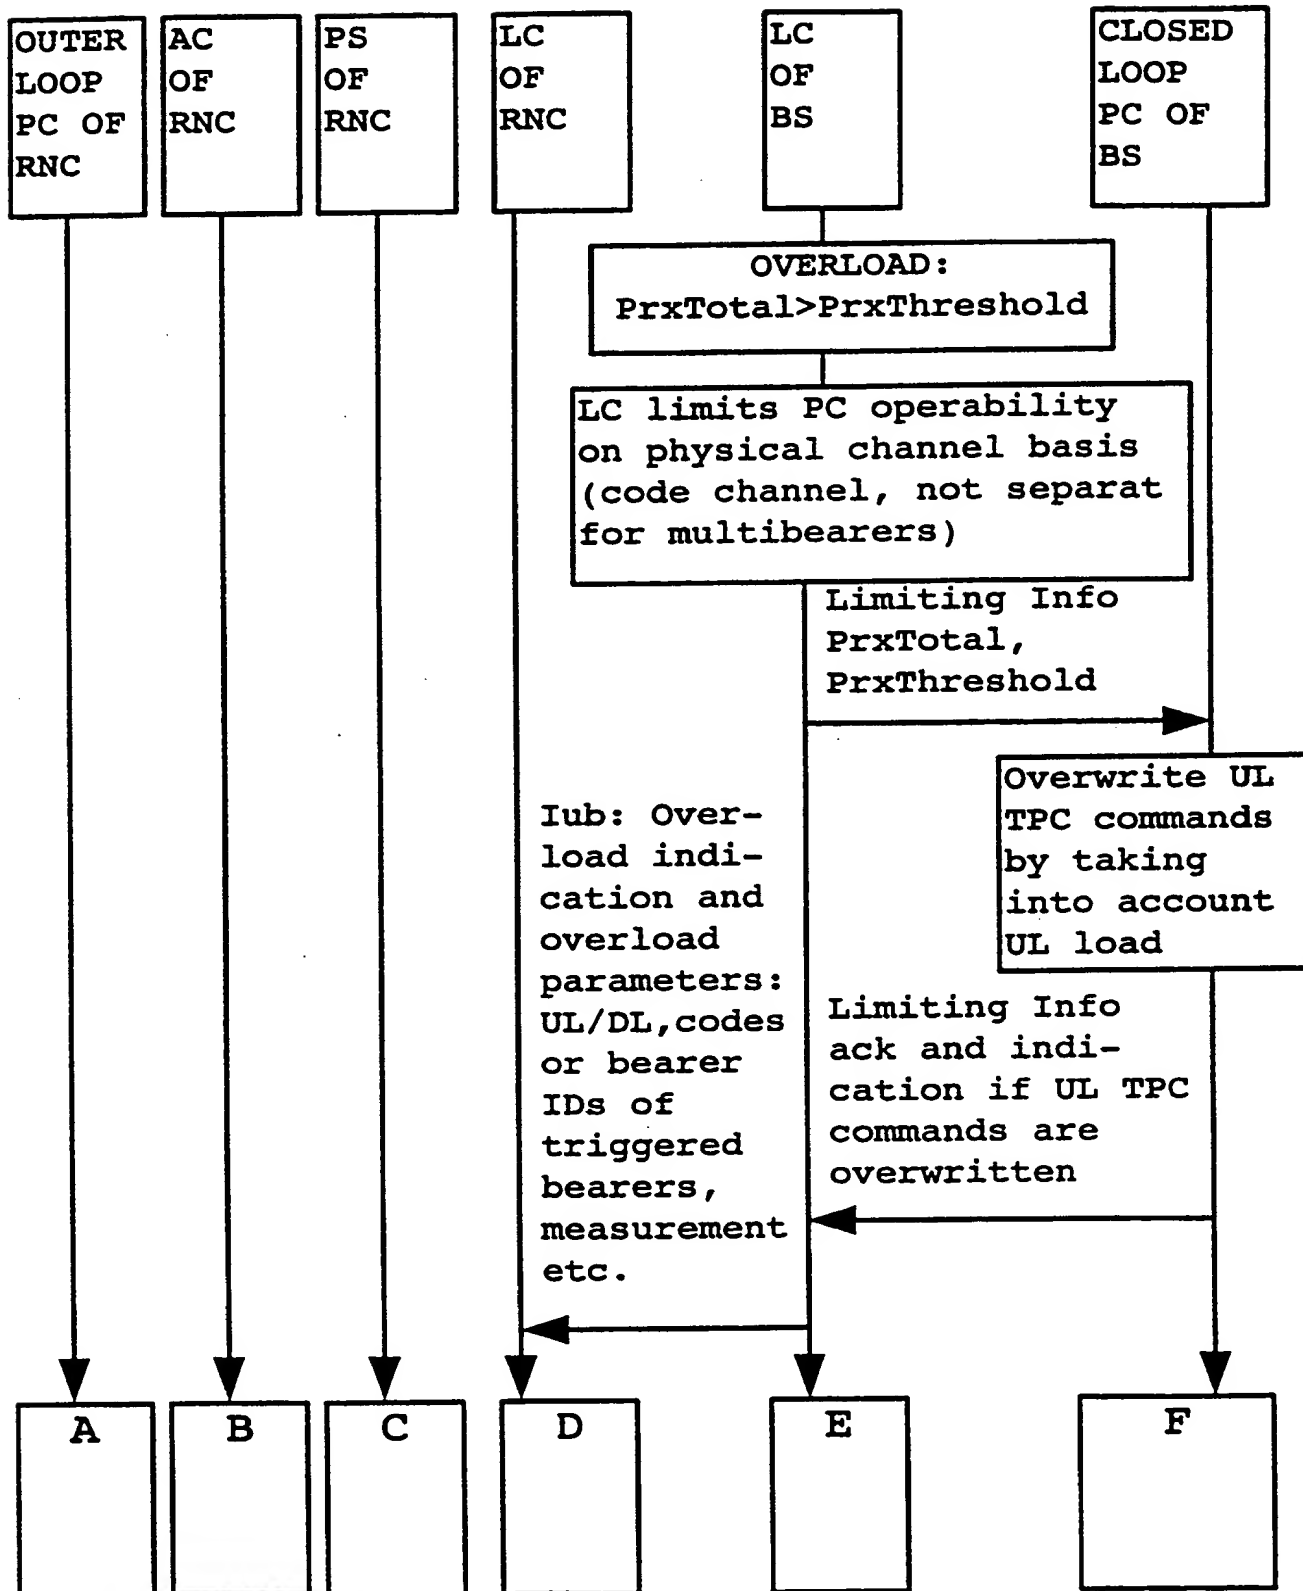 OUTER
LOOP
PC OF
RNC
AC
OF
RNC
PS
OF
RNC
LC
OF
RNC
LC
OF
BS
CLOSED
LOOP
PC OF
BS
OVERLOAD:
PrxTotal>PrxThreshold
LC limits PC operability
on physical channel basis
(code channel, not separat
for multibearers)
Limiting Info
PrxTotal,
PrxThreshold
Overwrite UL
TPC commands
by taking
into account
UL load
Iub: Over-
load indi-
cation and
overload
parameters:
UL/DL,codes
or bearer
IDs of
triggered
bearers,
measurement
etc.
Limiting Info
ack and indi-
cation if UL TPC
commands are
overwritten
A
B
C
D
E
F